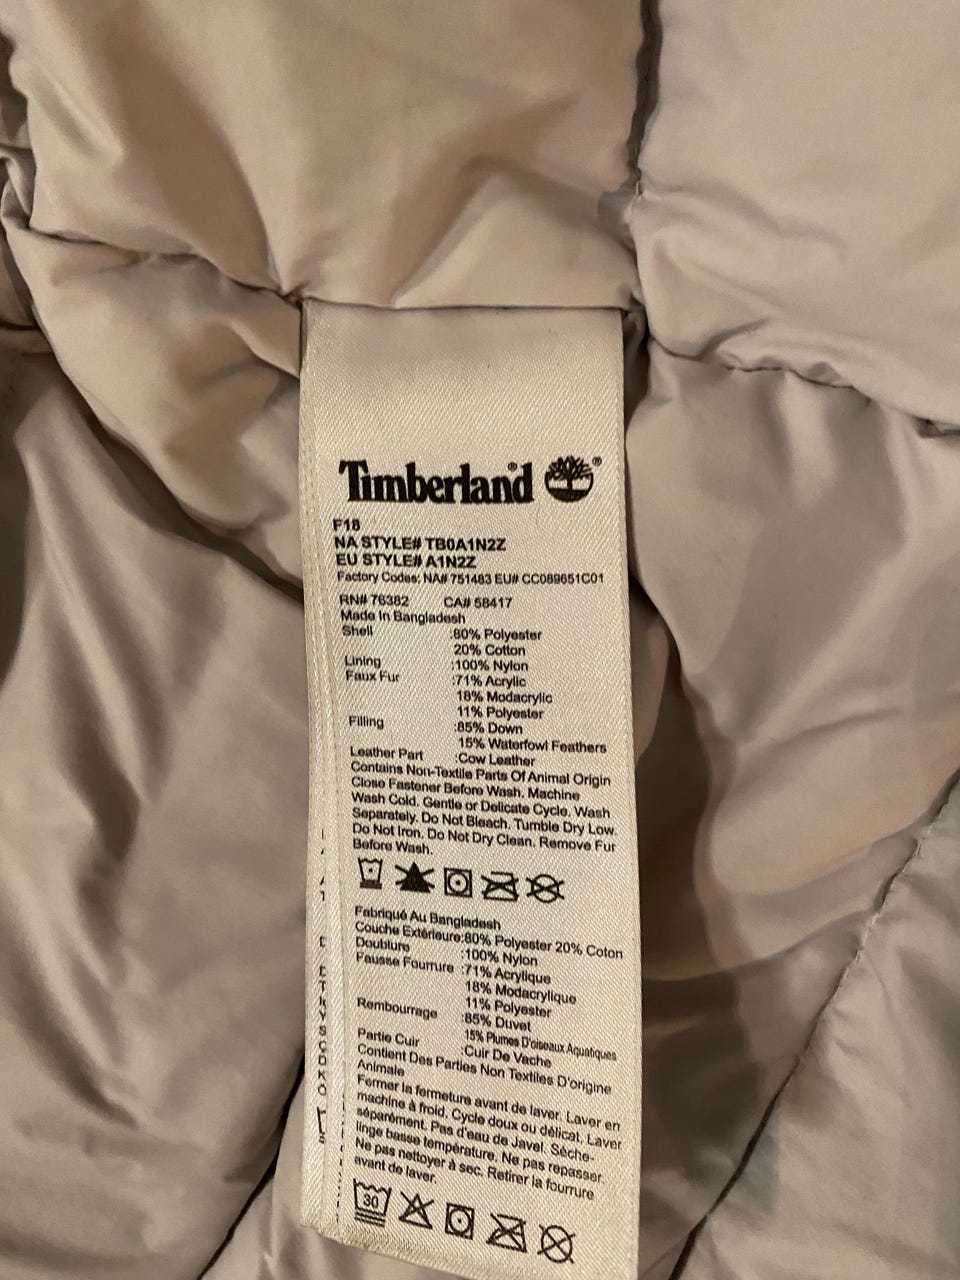 Timberland® ®
F18
NA STYLE# TB0A1N2Z
EU STYLE# A1N2Z
Factory Codes: NA# 751483 EU# CC089651C01
RN# 76382 CA# 58417
Made In Bangladesh
Shell :80% Polyester
20% Cotton
Lining :100% Nylon
Faux Fur :71% Acrylic
18% Modacrylic
11% Polyester
Filling :85% Down
15% Waterfowl Feathers
Leather Part :Cow Leather
Contains Non-Textile Parts Of Animal Origin
Close Fastener Before Wash. Machine
Wash Cold. Gentle or Delicate Cycle. Wash
Separately. Do Not Bleach. Tumble Dry Low.
Do Not Iron. Do Not Dry Clean. Remove Fur
Before Wash.
Fabriqué Au Bangladesh
Couche Extérieure:80% Polyester 20% Coton
Doublure :100% Nylon
Fausse Fourrure :71% Acrylique
18% Modacrylique
11% Polyester
Rembourrage :85% Duvet
15% Plumes D'oiseaux Aquatiques
Partie Cuir :Cuir De Vache
Contient Des Parties Non Textiles D'origine
Animale
Fermer la fermeture avant de laver. Laver en
machine à froid. Cycle doux ou délicat. Laver
séparément. Pas d'eau de Javel. Sèche-
linge basse température. Ne pas repasser.
Ne pas nettoyer à sec. Retirer la fourrure
avant de laver.
30